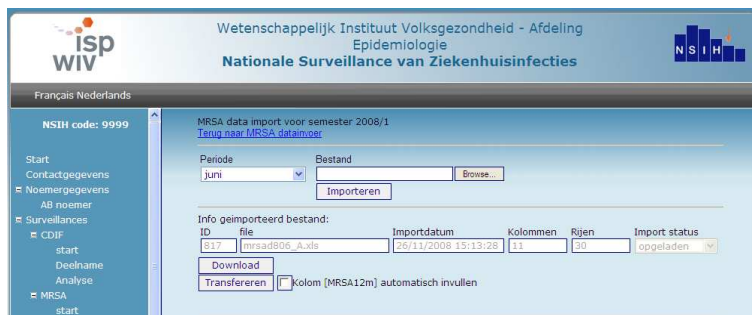 isp
WIV
Wetenschappelijk Instituut Volksgezondheid - Afdeling
Epidemiologie
Nationale Surveillance van Ziekenhuisinfecties
NSIH
Français Nederlands
NSIH code: 9999
Start
Contactgegevens
Noemergegevens
AB noemer
Surveillances
CDIF
start
Deelname
Analyse
MRSA
start
MRSA data import voor semester 2008/1
Terug naar MRSA datainvoer
Periode Bestand
juni Browse...
Importeren
Info geimporteerd bestand:
ID file Importdatum Kolommen Rijen Import status
817 mrsad806_A.xls 26/11/2008 15:13:28 11 30 opgeladen
Download
Transfereren Kolom [MRSA12m] automatisch invullen